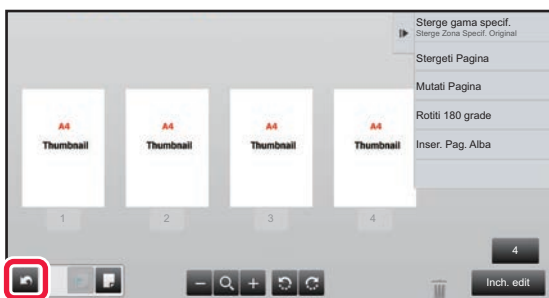 Sterge gama specif.
Sterge Zona Specif. Original
Stergeti Pagina
Mutati Pagina
Rotiti 180 grade
Inser. Pag. Alba
A4
Thumbnail
A4
Thumbnail
A4
Thumbnail
A4
Thumbnail
1
2
3
4
4
Inch. edit